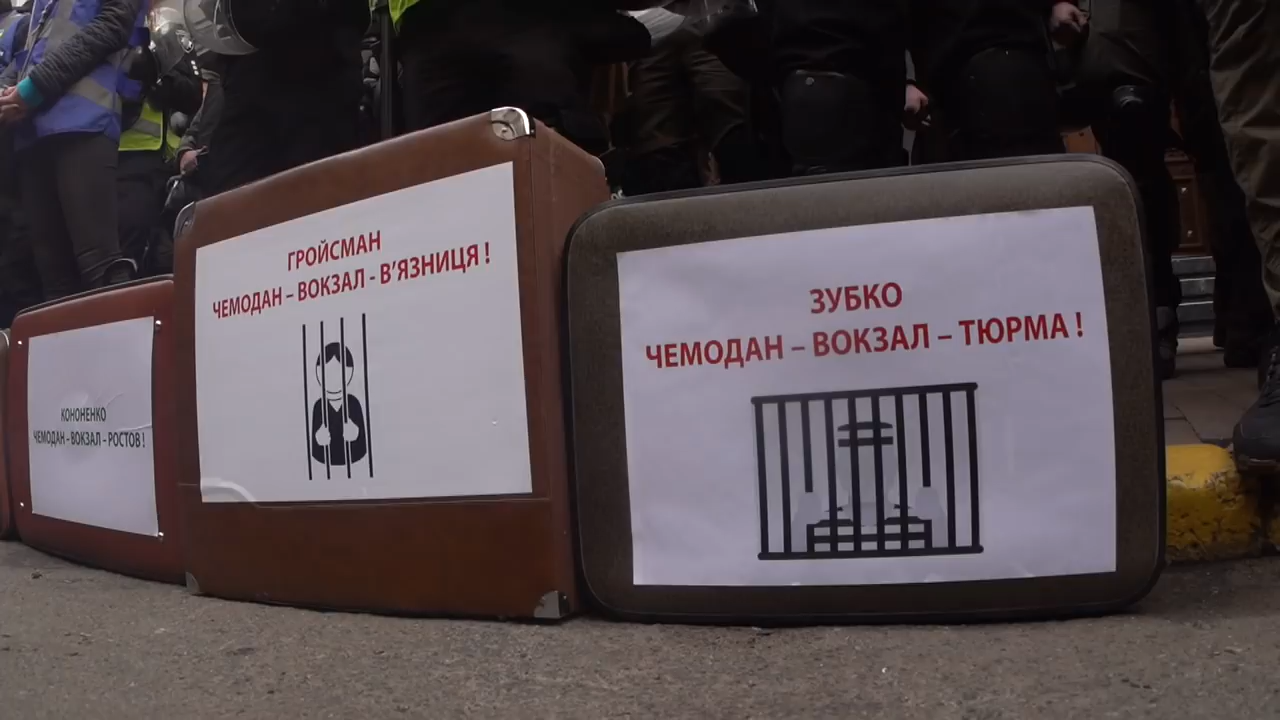 КОНОНЕНКО
ЧЕМОДАН – ВОКЗАЛ – РОСТОВ !
ГРОЙСМАН
ЧЕМОДАН – ВОКЗАЛ - В'ЯЗНИЦЯ !
ЗУБКО
ЧЕМОДАН – ВОКЗАЛ – ТЮРМА !